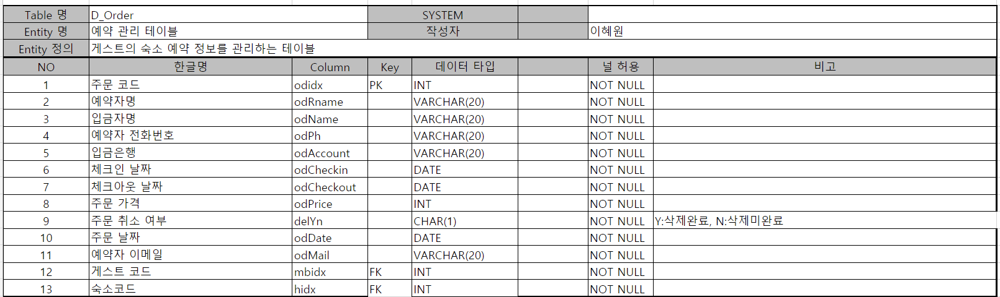 Table 명 D_Order SYSTEM
Entity 명 예약 관리 테이블 작성자 이혜원
Entity 정의 게스트의 숙소 예약 정보를 관리하는 테이블
NO 한글명 Column Key 데이터 타입 널 허용 비고
1 주문 코드 odidx PK INT NOT NULL
2 예약자명 odRname VARCHAR(20) NOT NULL
3 입금자명 odName VARCHAR(20) NOT NULL
4 예약자 전화번호 odPh VARCHAR(20) NOT NULL
5 입금은행 odAccount VARCHAR(20) NOT NULL
6 체크인 날짜 odCheckin DATE NOT NULL
7 체크아웃 날짜 odCheckout DATE NOT NULL
8 주문 가격 odPrice INT NOT NULL
9 주문 취소 여부 delYn CHAR(1) NOT NULL Y:삭제완료, N:삭제미완료
10 주문 날짜 odDate DATE NOT NULL
11 예약자 이메일 odMail VARCHAR(20) NOT NULL
12 게스트 코드 mbidx FK INT NOT NULL
13 숙소코드 hidx FK INT NOT NULL